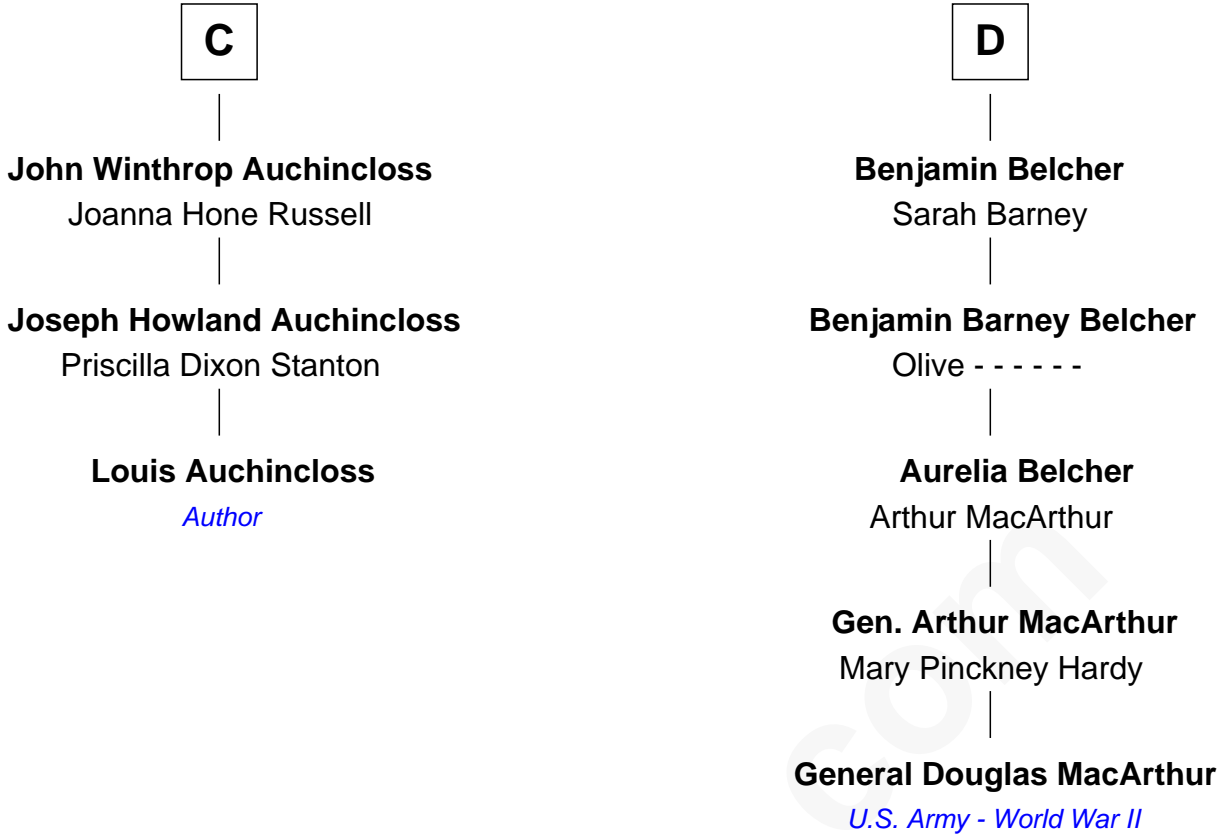 C
John Winthrop Auchincloss
Joanna Hone Russell
Joseph Howland Auchincloss
Priscilla Dixon Stanton
Louis Auchincloss
Author
D
Benjamin Belcher
Sarah Barney
Benjamin Barney Belcher
Olive - - - - - -
Aurelia Belcher
Arthur MacArthur
Gen. Arthur MacArthur
Mary Pinckney Hardy
General Douglas MacArthur
U.S. Army - World War II
com